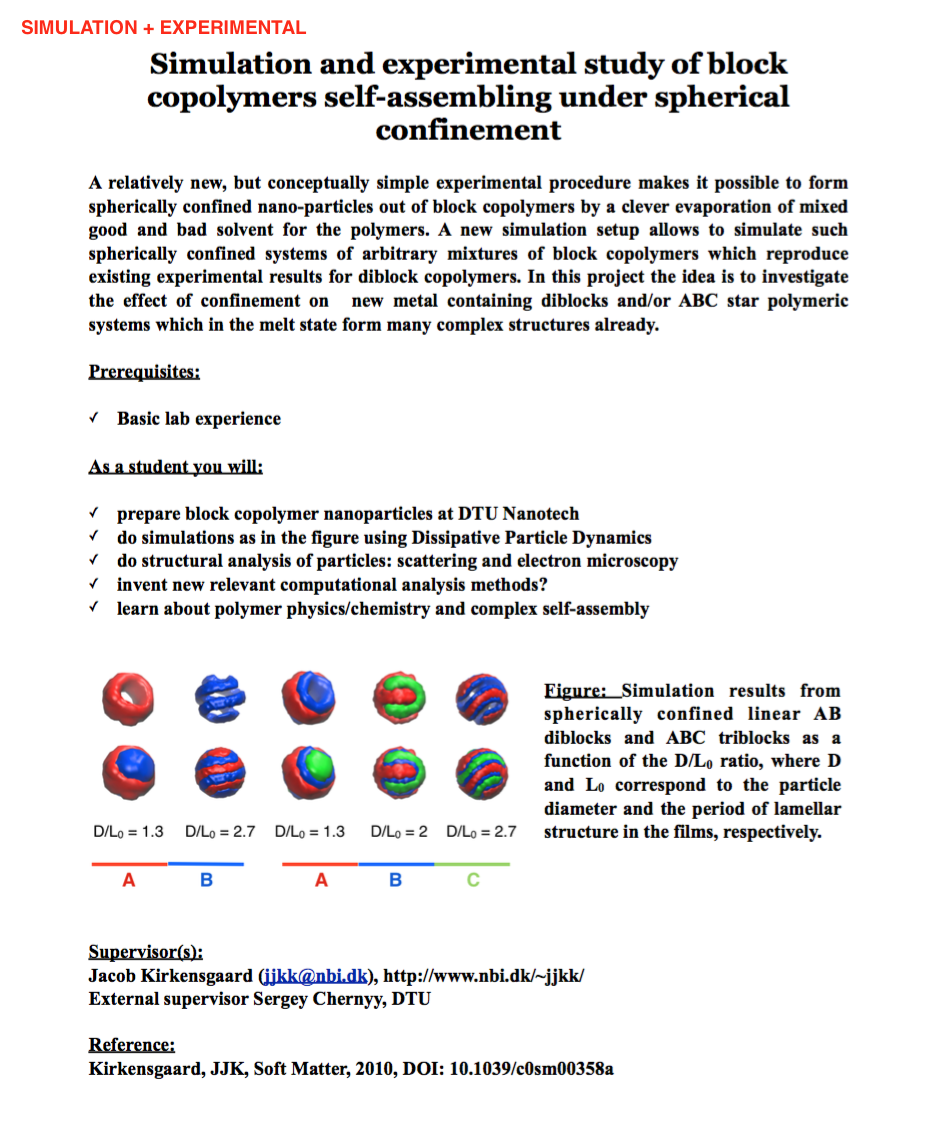 SIMULATION + EXPERIMENTAL
Simulation and experimental study of block
copolymers self-assembling under spherical
confinement
A relatively new, but conceptually simple experimental procedure makes it possible to form
spherically confined nano-particles out of block copolymers by a clever evaporation of mixed
good and bad solvent for the polymers. A new simulation setup allows to simulate such
spherically confined systems of arbitrary mixtures of block copolymers which reproduce
existing experimental results for diblock copolymers. In this project the idea is to investigate
the effect of confinement on new metal containing diblocks and/or ABC star polymeric
systems which in the melt state form many complex structures already.
Prerequisites:
✓ Basic lab experience
As a student you will:
✓ prepare block copolymer nanoparticles at DTU Nanotech
✓ do simulations as in the figure using Dissipative Particle Dynamics
✓ do structural analysis of particles: scattering and electron microscopy
✓ invent new relevant computational analysis methods?
✓ learn about polymer physics/chemistry and complex self-assembly
D/L₀ = 1.3 D/L₀ = 2.7 D/L₀ = 1.3 D/L₀ = 2 D/L₀ = 2.7
A B A B C
Figure: Simulation results from
spherically confined linear AB
diblocks and ABC triblocks as a
function of the D/L₀ ratio, where D
and L₀ correspond to the particle
diameter and the period of lamellar
structure in the films, respectively.
Supervisor(s):
Jacob Kirkensgaard (jjkk@nbi.dk), http://www.nbi.dk/~jjkk/
External supervisor Sergey Chernyy, DTU
Reference:
Kirkensgaard, JJK, Soft Matter, 2010, DOI: 10.1039/c0sm00358a